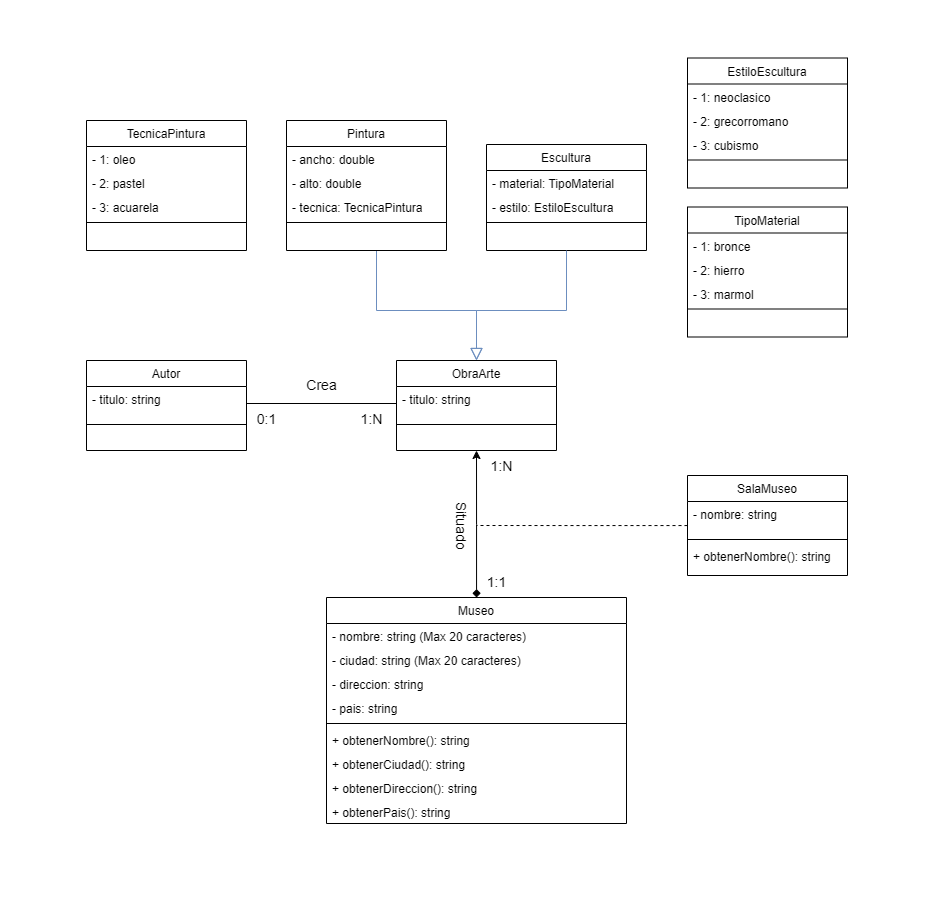 EstiloEscultura
- 1: neoclasico
- 2: grecorromano
- 3: cubismo
TecnicaPintura
- 1: oleo
- 2: pastel
- 3: acuarela
Pintura
- ancho: double
- alto: double
- tecnica: TecnicaPintura
Escultura
- material: TipoMaterial
- estilo: EstiloEscultura
TipoMaterial
- 1: bronce
- 2: hierro
- 3: marmol
Autor
- titulo: string
Crea
0:1
1:N
ObraArte
- titulo: string
1:N
Situado
1:1
SalaMuseo
- nombre: string
+ obtenerNombre(): string
Museo
- nombre: string (Max 20 caracteres)
- ciudad: string (Max 20 caracteres)
- direccion: string
- pais: string
+ obtenerNombre(): string
+ obtenerCiudad(): string
+ obtenerDireccion(): string
+ obtenerPais(): string